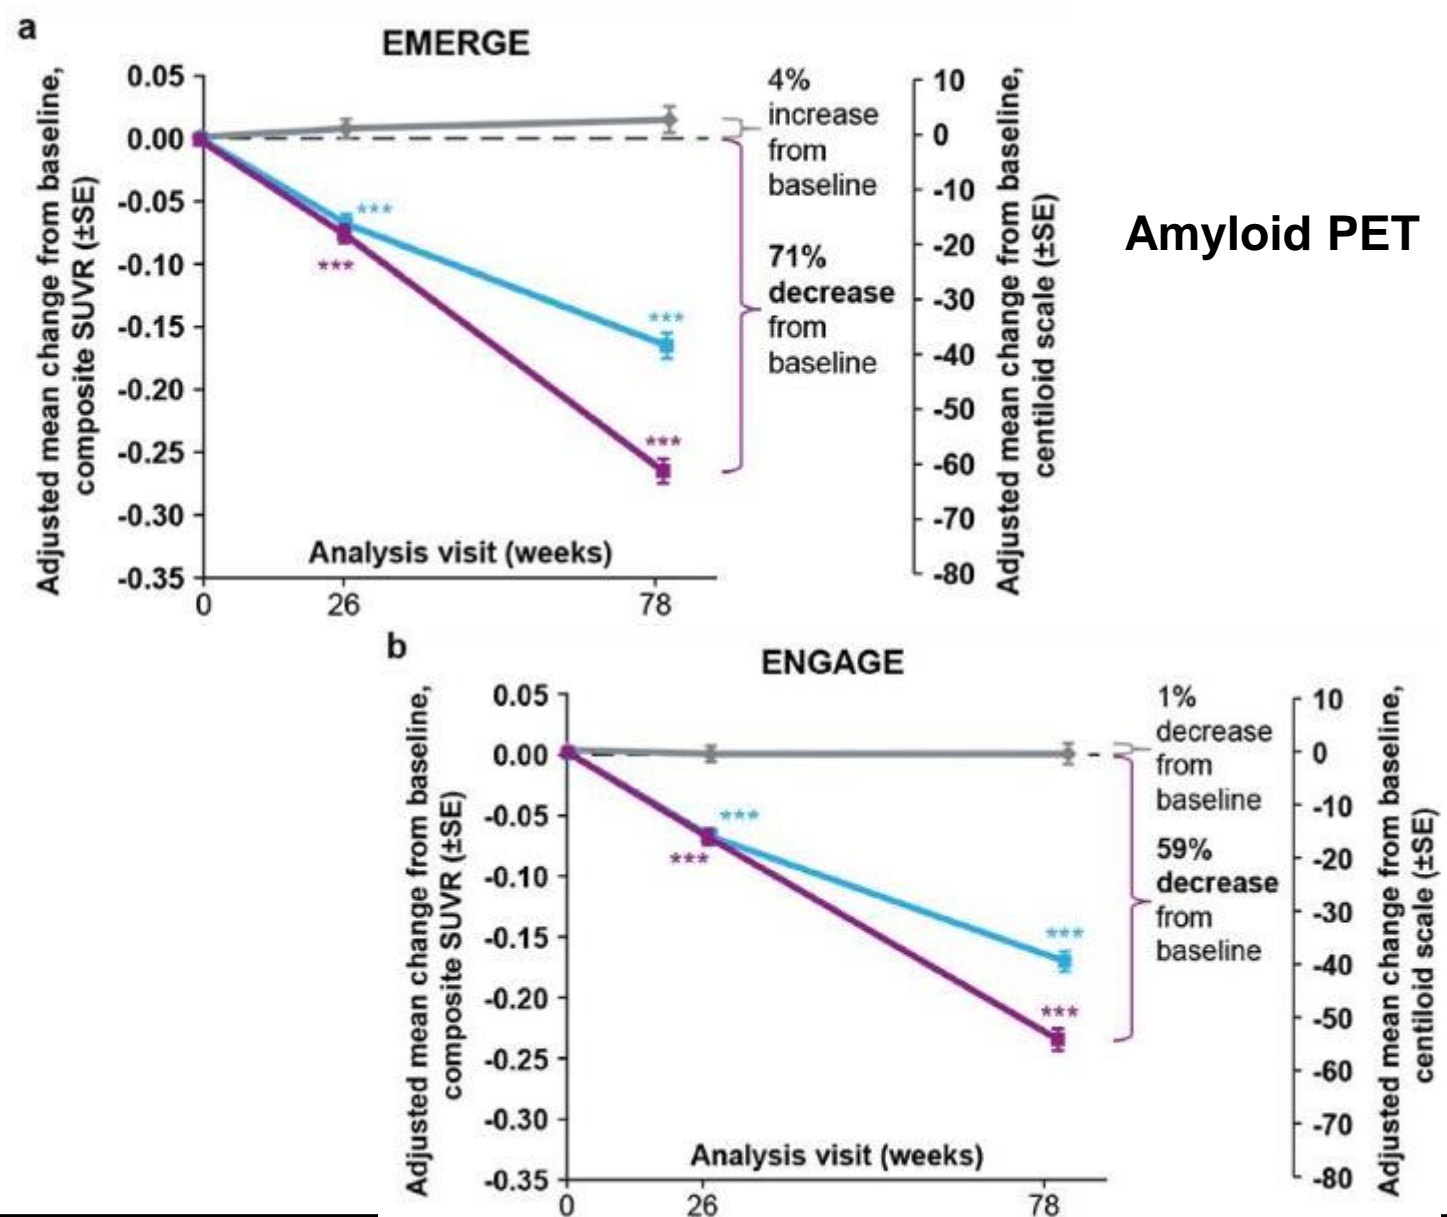 a
EMERGE
Adjusted mean change from baseline,
composite SUVR (±SE)
0.05
0.00
-0.05
-0.10
-0.15
-0.20
-0.25
-0.30
-0.35
***
***
***
***
Analysis visit (weeks)
0
26
78
4%
increase
from
baseline
71%
decrease
from
baseline
10
0
-10
-20
-30
-40
-50
-60
-70
-80
Adjusted mean change from baseline,
centiloid scale (±SE)
Amyloid PET
b
ENGAGE
Adjusted mean change from baseline,
composite SUVR (±SE)
0.05
0.00
-0.05
-0.10
-0.15
-0.20
-0.25
-0.30
-0.35
***
***
***
***
Analysis visit (weeks)
0
26
78
1%
decrease
from
baseline
59%
decrease
from
baseline
10
0
-10
-20
-30
-40
-50
-60
-70
-80
Adjusted mean change from baseline,
centiloid scale (±SE)